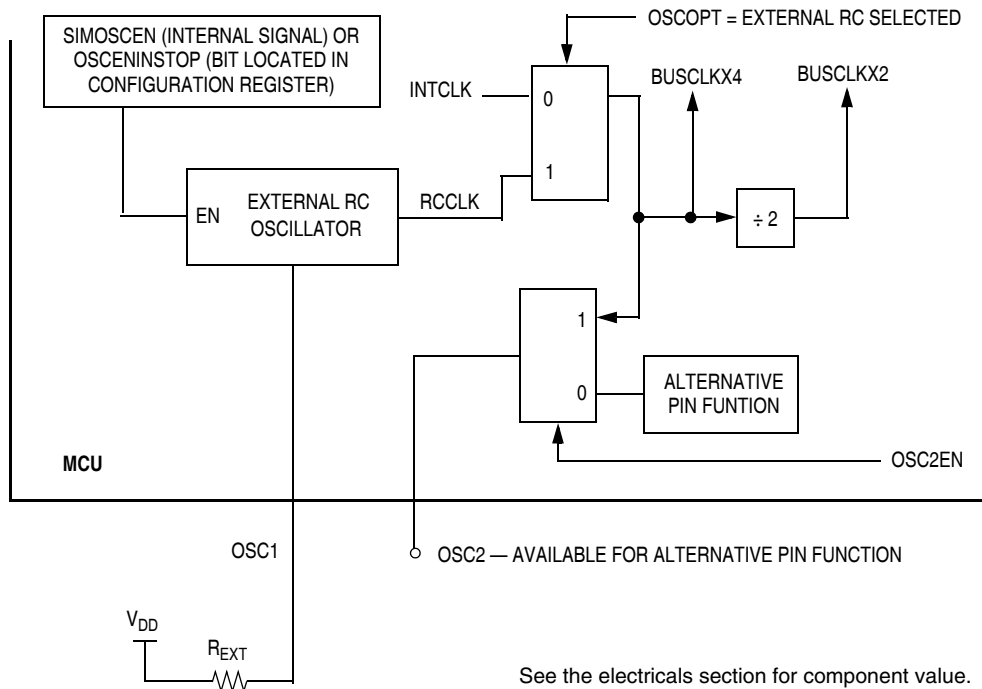 OSCOPT = EXTERNAL RC SELECTED
SIMOSCEN (INTERNAL SIGNAL) OR
OSCENINSTOP (BIT LOCATED IN
CONFIGURATION REGISTER)
BUSCLKX4
BUSCLKX2
INTCLK
0
1
EN
EXTERNAL RC
OSCILLATOR
RCCLK
÷ 2
1
0
ALTERNATIVE
PIN FUNTION
MCU
OSC2EN
OSC1
OSC2 — AVAILABLE FOR ALTERNATIVE PIN FUNCTION
VDD
REXT
See the electricals section for component value.